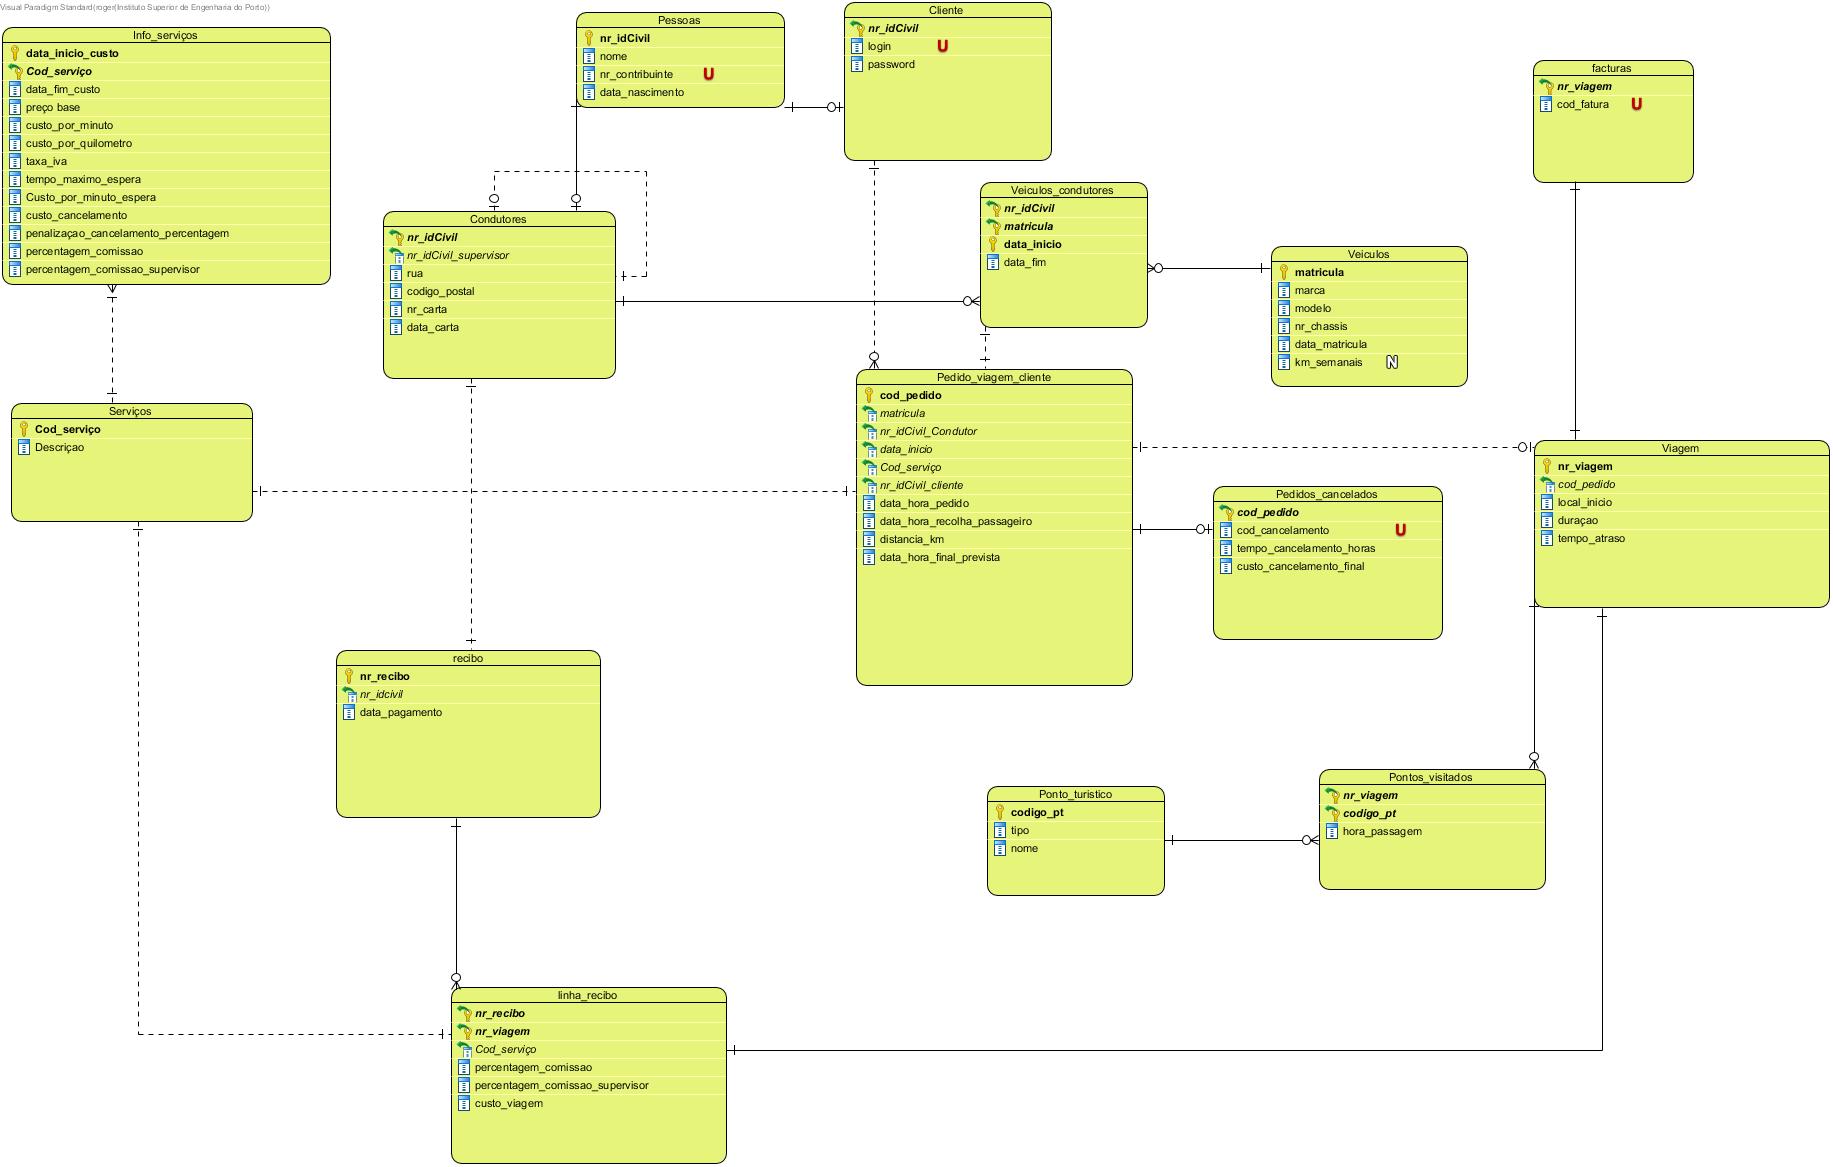 Visual Paradigm Standard(roger(Instituto Superior de Engenharia do Porto))
Info_serviços
data_inicio_custo
Cod_serviço
data_fim_custo
preço base
custo_por_minuto
custo_por_quilometro
taxa_iva
tempo_maximo_espera
Custo_por_minuto_espera
custo_cancelamento
penalizaçao_cancelamento_percentagem
percentagem_comissao
percentagem_comissao_supervisor
Pessoas
nr_idCivil
nome
nr_contribuinte U
data_nascimento
Cliente
nr_idCivil
login U
password
facturas
nr_viagem
cod_fatura U
Condutores
nr_idCivil
nr_idCivil_supervisor
rua
codigo_postal
nr_carta
data_carta
Veiculos_condutores
nr_idCivil
matricula
data_inicio
data_fim
Veiculos
matricula
marca
modelo
nr_chassis
data_matricula
km_semanais N
Serviços
Cod_serviço
Descriçao
Pedido_viagem_cliente
cod_pedido
matricula
nr_idCivil_Condutor
data_inicio
Cod_serviço
nr_idCivil_cliente
data_hora_pedido
data_hora_recolha_passageiro
distancia_km
data_hora_final_prevista
Pedidos_cancelados
cod_pedido
cod_cancelamento U
tempo_cancelamento_horas
custo_cancelamento_final
Viagem
nr_viagem
cod_pedido
local_inicio
duraçao
tempo_atraso
recibo
nr_recibo
nr_idcivil
data_pagamento
Ponto_turistico
codigo_pt
tipo
nome
Pontos_visitados
nr_viagem
codigo_pt
hora_passagem
linha_recibo
nr_recibo
nr_viagem
Cod_serviço
percentagem_comissao
percentagem_comissao_supervisor
custo_viagem